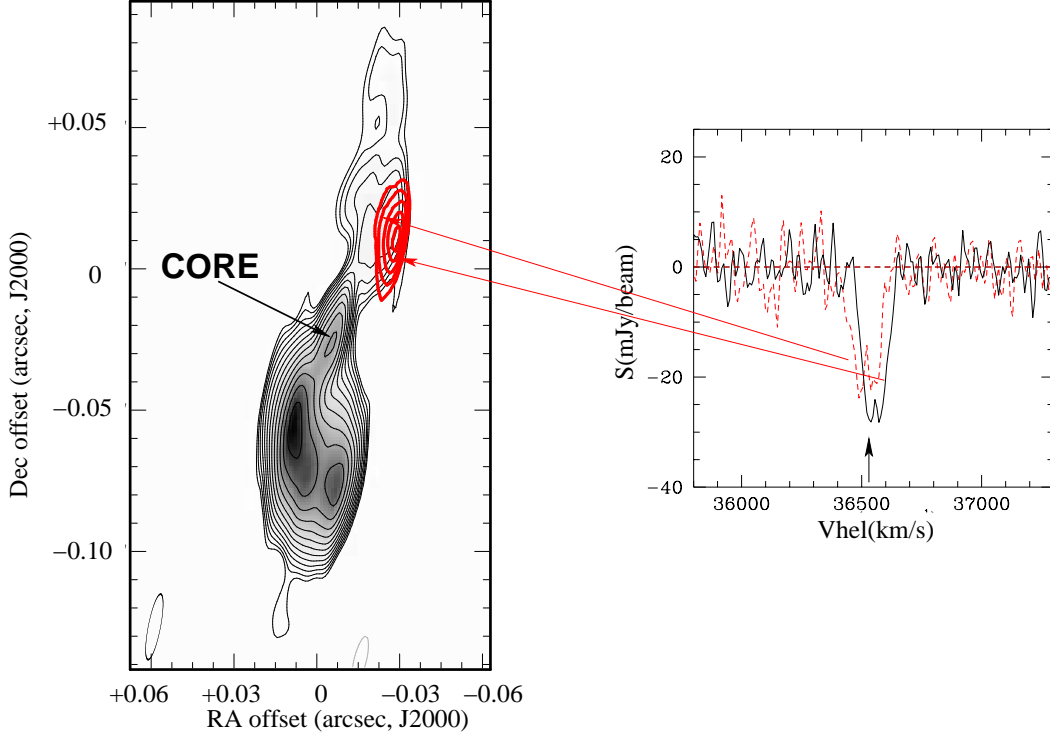 CORE
+0.05
0
−0.05
−0.10
Dec offset (arcsec, J2000)
+0.06 +0.03 0 −0.03 −0.06
RA offset (arcsec, J2000)
20
0
−20
−40
S(mJy/beam)
36000 36500 37000
Vhel(km/s)